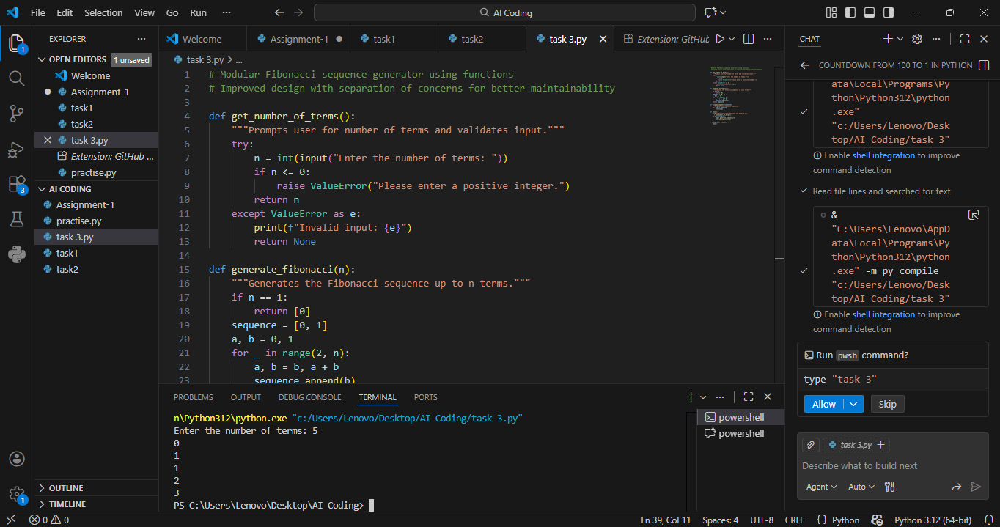 File Edit Selection View Go Run ··· AI Coding
EXPLORER ···
OPEN EDITORS 1 unsaved
Welcome
Assignment-1
task1
task2
task 3.py
Extension: GitHub ...
practise.py
AI CODING
Assignment-1
practise.py
task 3.py
task1
task2
OUTLINE
TIMELINE
Welcome Assignment-1 task1 task2 task 3.py Extension: GitHub
task 3.py > ...
1 # Modular Fibonacci sequence generator using functions
2 # Improved design with separation of concerns for better maintainability
3
4 def get_number_of_terms():
5 """Prompts user for number of terms and validates input."""
6 try:
7 n = int(input("Enter the number of terms: "))
8 if n <= 0:
9 raise ValueError("Please enter a positive integer.")
10 return n
11 except ValueError as e:
12 print(f"Invalid input: {e}")
13 return None
14
15 def generate_fibonacci(n):
16 """Generates the Fibonacci sequence up to n terms."""
17 if n == 1:
18 return [0]
19 sequence = [0, 1]
20 a, b = 0, 1
21 for _ in range(2, n):
22 a, b = b, a + b
23 sequence.append(b)
PROBLEMS OUTPUT DEBUG CONSOLE TERMINAL PORTS
n\Python312\python.exe "c:/Users/Lenovo/Desktop/AI Coding/task 3.py"
Enter the number of terms: 5
0
1
1
2
3
PS C:\Users\Lenovo\Desktop\AI Coding>
powershell
powershell
CHAT
COUNTDOWN FROM 100 TO 1 IN PYTHON
ata\Local\Programs\Py
thon\Python312\python
.exe"
"c:/Users/Lenovo/Desk
top/AI Coding/task 3"
Enable shell integration to improve
command detection
Read file lines and searched for text
&
"C:\Users\Lenovo\AppD
ata\Local\Programs\Py
thon\Python312\python
.exe" -m py_compile
"c:/Users/Lenovo/Desk
top/AI Coding/task 3"
Enable shell integration to improve
command detection
Run pwsh command?
type "task 3"
Allow Skip
task 3.py
Describe what to build next
Agent Auto
1
3
1
0 0 Ln 39, Col 11 Spaces: 4 UTF-8 CRLF {} Python Python 3.12 (64-bit)